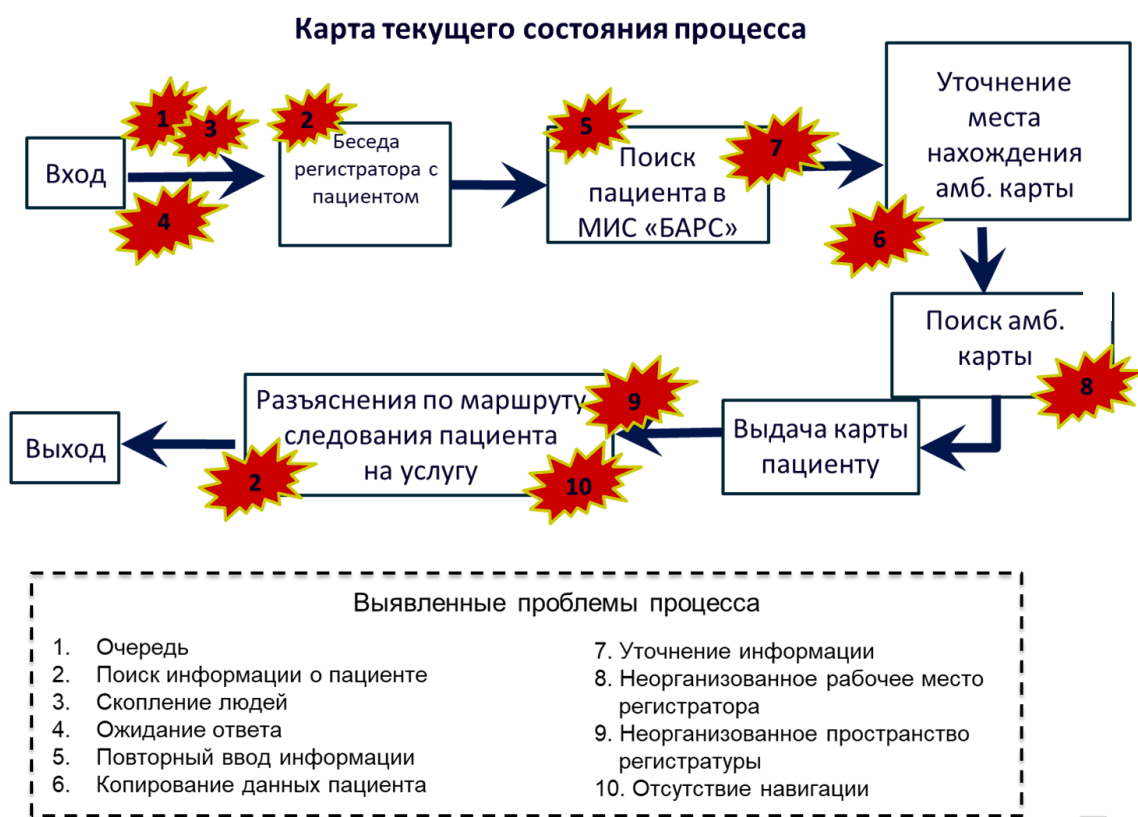 Карта текущего состояния процесса
Вход
1
3
4
2
Беседа
регистратора с
пациентом
5
Поиск
пациента в
МИС «БАРС»
7
Уточнение
места
нахождения
амб. карты
6
Поиск амб.
карты
8
Выдача карты
пациенту
9
Разъяснения по маршруту
следования пациента
на услугу
2
10
Выход
Выявленные проблемы процесса
1. Очередь
2. Поиск информации о пациенте
3. Скопление людей
4. Ожидание ответа
5. Повторный ввод информации
6. Копирование данных пациента
7. Уточнение информации
8. Неорганизованное рабочее место
регистратора
9. Неорганизованное пространство
регистратуры
10. Отсутствие навигации